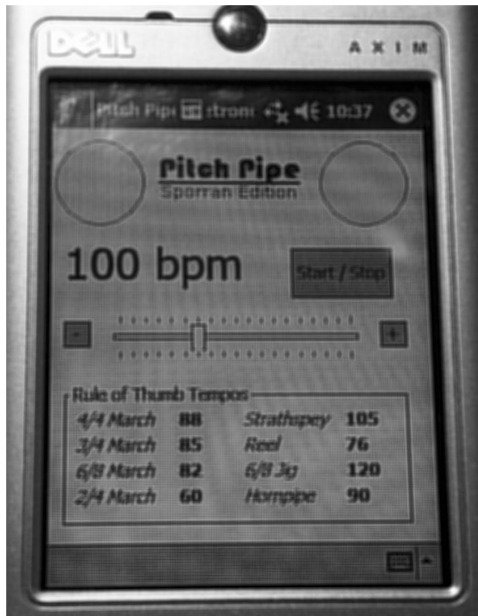 DELL AXIM
Pitch Pipe 10:37
Pitch Pipe
Sporran Edition
100 bpm Start / Stop
- +
Rule of Thumb Tempos
4/4 March 88 Strathspey 105
3/4 March 85 Reel 76
6/8 March 82 6/8 Jig 120
2/4 March 60 Hornpipe 90